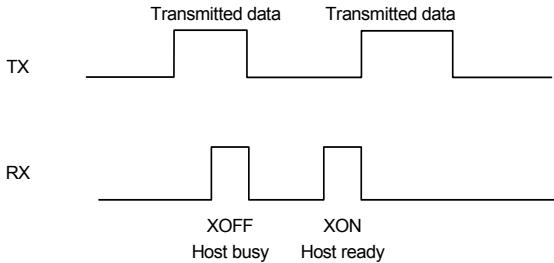 Transmitted data Transmitted data
TX
RX
XOFF XON
Host busy Host ready